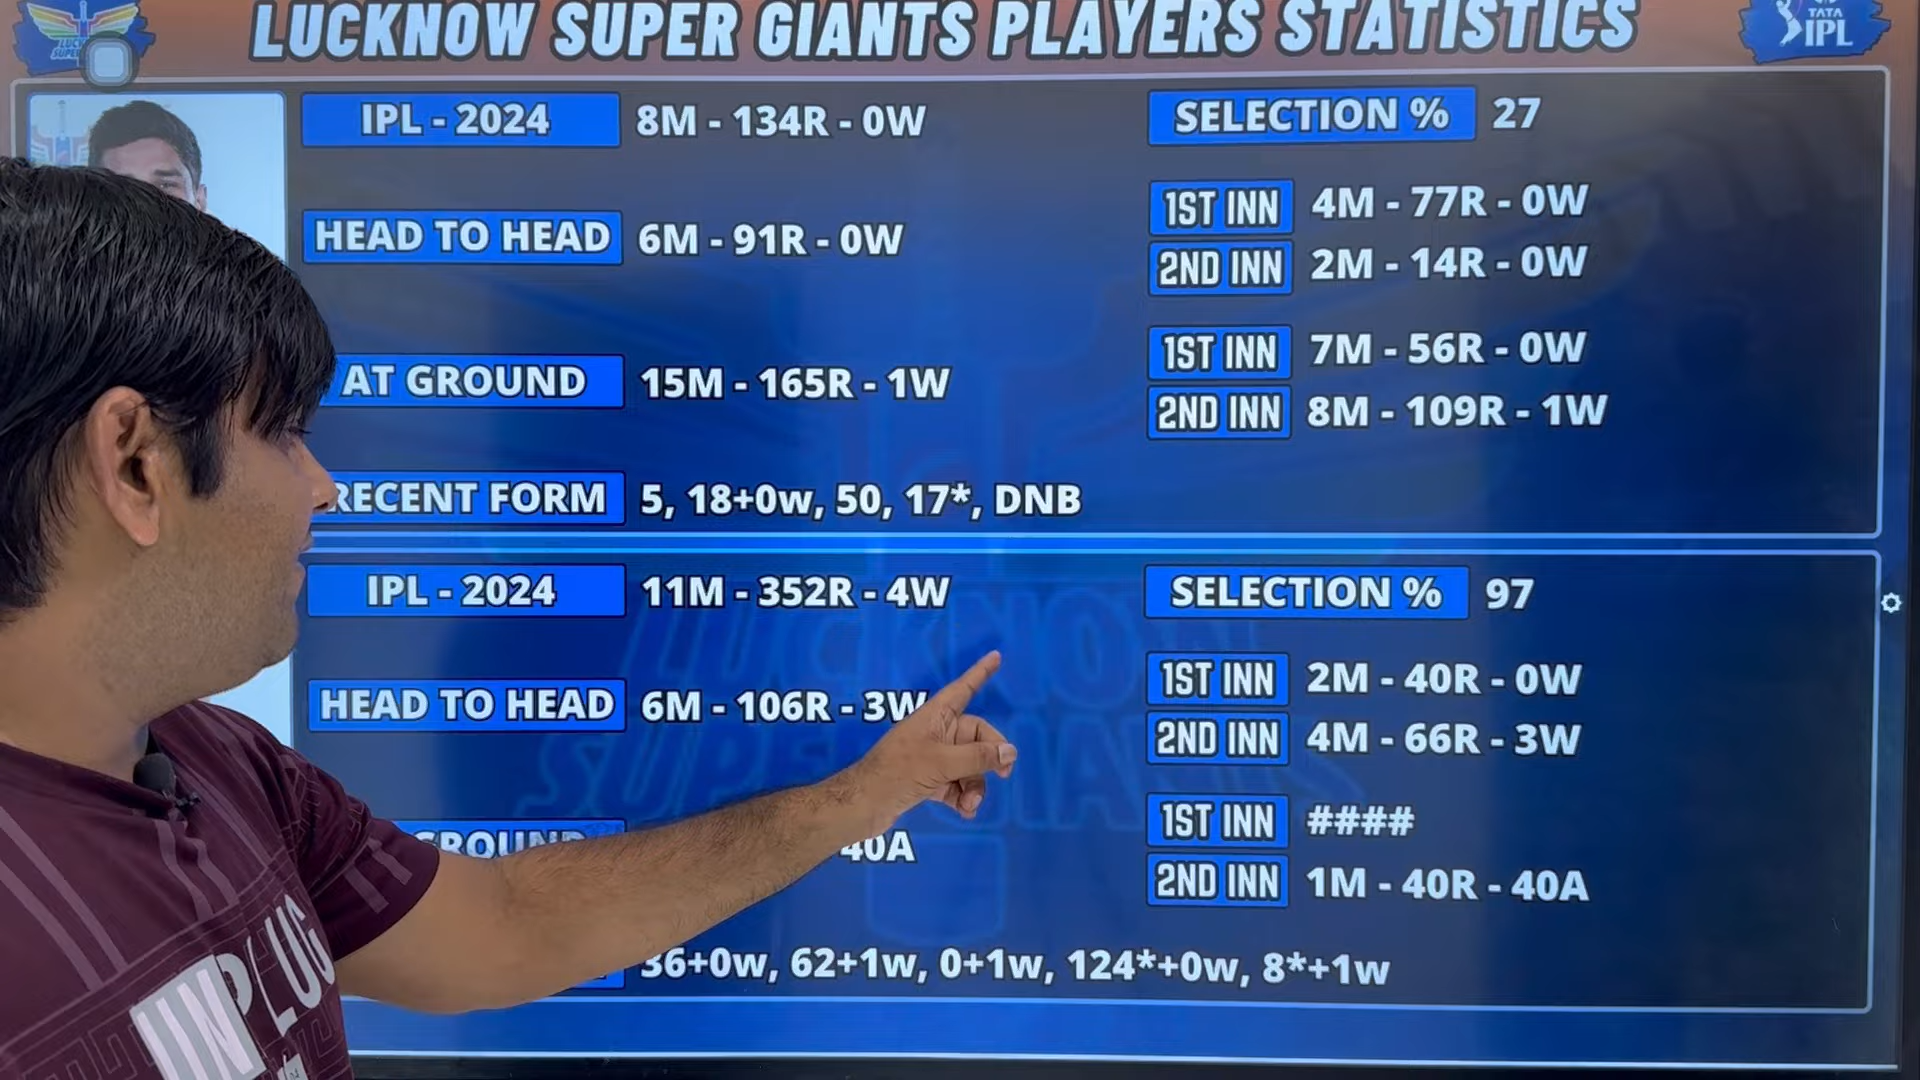 LUCKNOW SUPER GIANTS PLAYERS STATISTICS
TATA
IPL
IPL - 2024 8M - 134R - 0W
SELECTION % 27
HEAD TO HEAD 6M - 91R - 0W
1ST INN 4M - 77R - 0W
2ND INN 2M - 14R - 0W
AT GROUND 15M - 165R - 1W
1ST INN 7M - 56R - 0W
2ND INN 8M - 109R - 1W
RECENT FORM 5, 18+0w, 50, 17*, DNB
IPL - 2024 11M - 352R - 4W
SELECTION % 97
HEAD TO HEAD 6M - 106R - 3W
1ST INN 2M - 40R - 0W
2ND INN 4M - 66R - 3W
GROUND 40A
1ST INN ####
2ND INN 1M - 40R - 40A
36+0w, 62+1w, 0+1w, 124*+0w, 8*+1w
UNPLUG